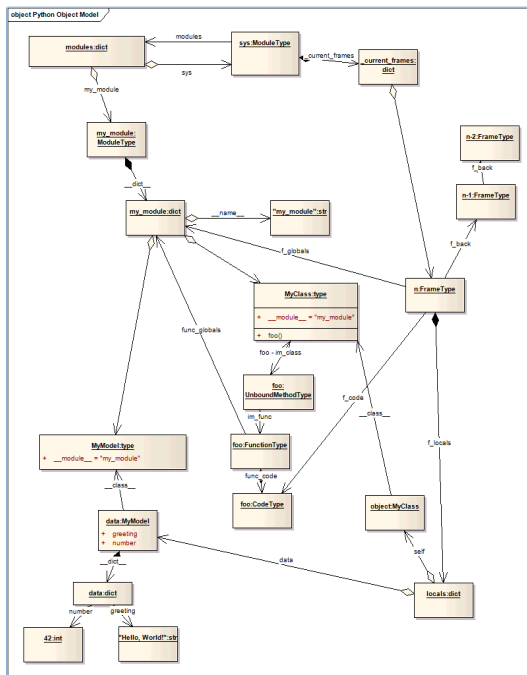 object Python Object Model
modules:dict
modules
sys:ModuleType
_current_frames
_current_frames:
dict
sys
my_module
my_module:
ModuleType
n-2:FrameType
f_back
__dict__
n-1:FrameType
my_module:dict
__name__
"my_module":str
f_back
f_globals
MyClass:type
+ __module__ = "my_module"
+ foo()
n:FrameType
func_globals
foo - im_class
foo:
UnboundMethodType
f_code
__class__
im_func
MyModel:type
+ __module__ = "my_module"
foo:FunctionType
f_locals
func_code
__class__
foo:CodeType
object:MyClass
data:MyModel
+ greeting
+ number
self
data
__dict__
data:dict
locals:dict
number
greeting
42:int
"Hello, World!":str